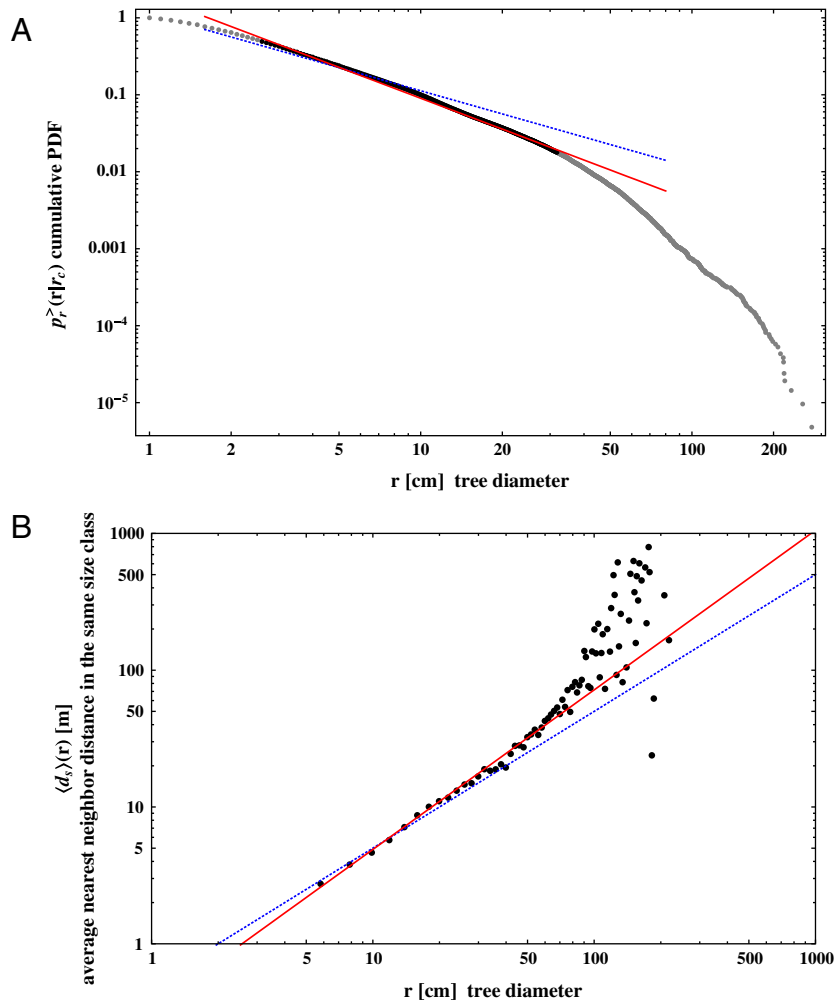 A
1
0.1
0.01
0.001
10⁻⁴
10⁻⁵
p_r^>(r|r_c) cumulative PDF
1 2 5 10 20 50 100 200
r [cm] tree diameter
B
1000
500
100
50
10
5
1
⟨d_s⟩(r) [m]
average nearest neighbor distance in the same size class
1 5 10 50 100 500 1000
r [cm] tree diameter